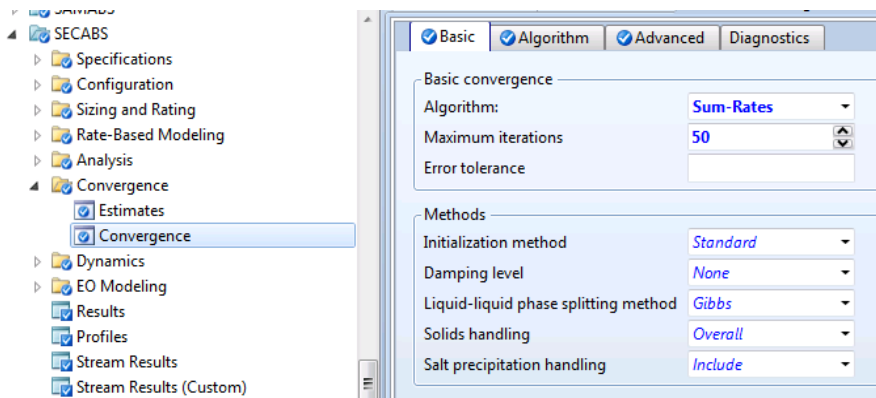 SAMABS
SECABS
Specifications
Configuration
Sizing and Rating
Rate-Based Modeling
Analysis
Convergence
Estimates
Convergence
Dynamics
EO Modeling
Results
Profiles
Stream Results
Stream Results (Custom)
Basic Algorithm Advanced Diagnostics
Basic convergence
Algorithm: Sum-Rates
Maximum iterations 50
Error tolerance
Methods
Initialization method Standard
Damping level None
Liquid-liquid phase splitting method Gibbs
Solids handling Overall
Salt precipitation handling Include